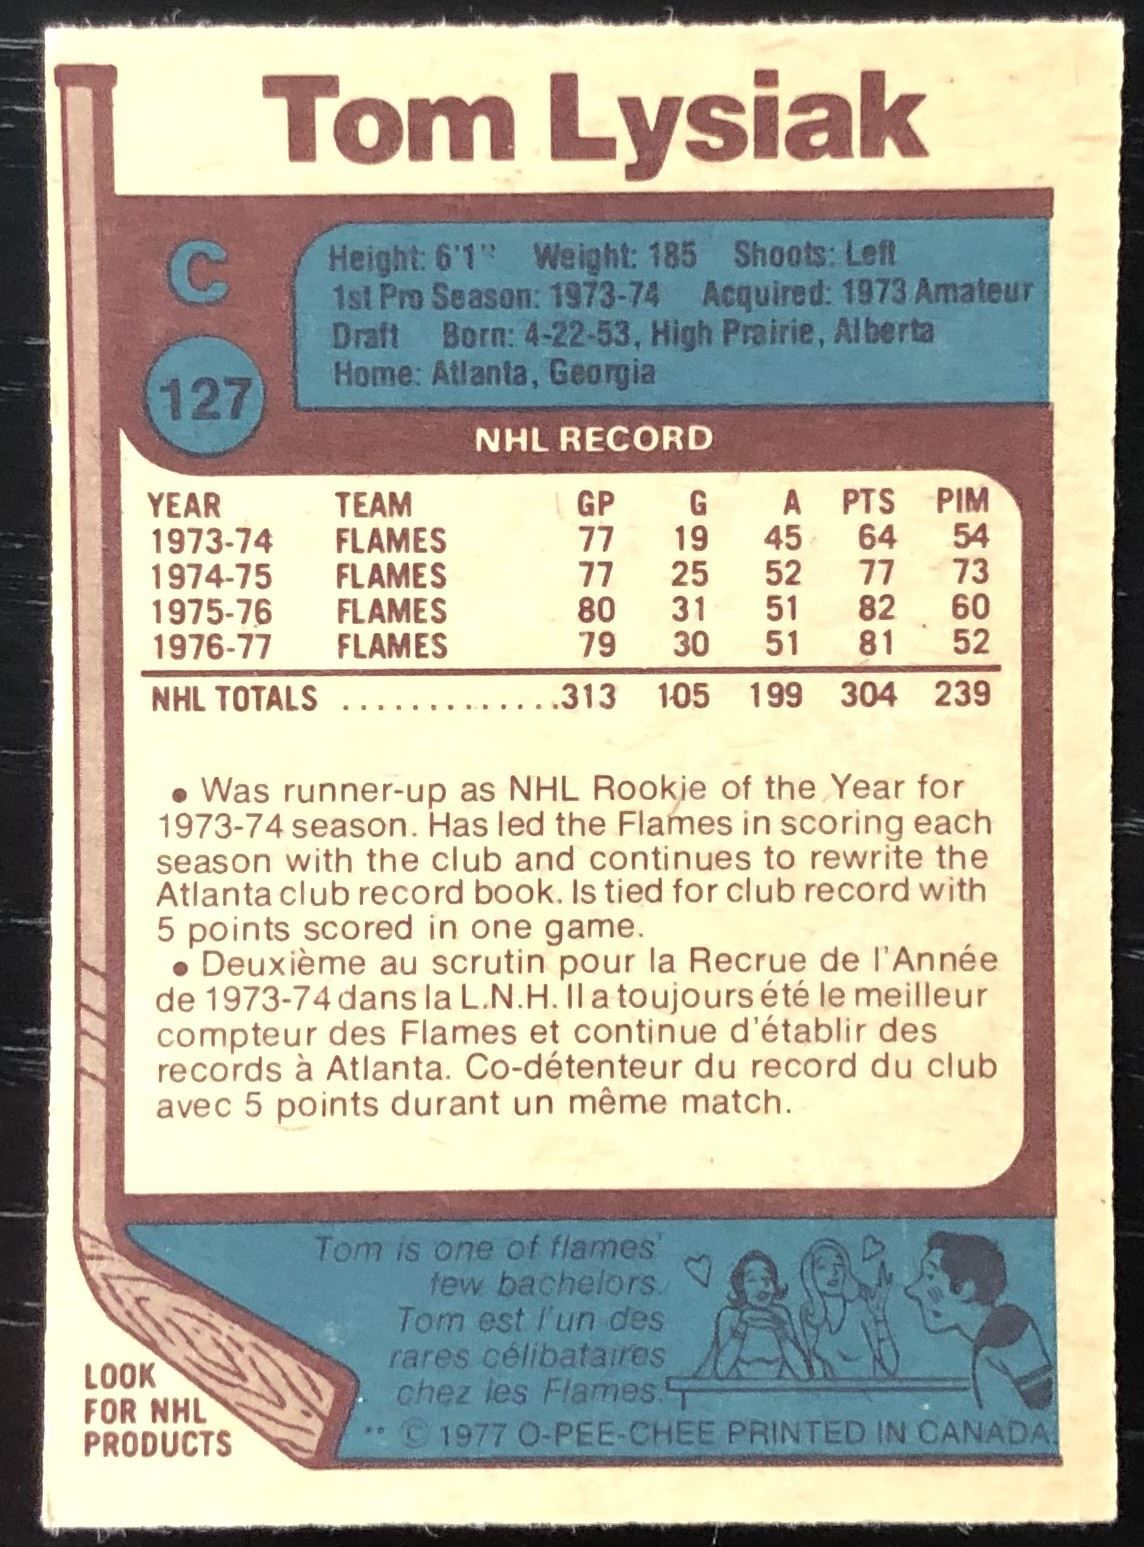 Tom Lysiak
C
127
Height: 6'1" Weight: 185 Shoots: Left
1st Pro Season: 1973-74 Acquired: 1973 Amateur
Draft Born: 4-22-53, High Prairie, Alberta
Home: Atlanta, Georgia
NHL RECORD
YEAR TEAM GP G A PTS PIM
1973-74 FLAMES 77 19 45 64 54
1974-75 FLAMES 77 25 52 77 73
1975-76 FLAMES 80 31 51 82 60
1976-77 FLAMES 79 30 51 81 52
NHL TOTALS ..............313 105 199 304 239
• Was runner-up as NHL Rookie of the Year for
1973-74 season. Has led the Flames in scoring each
season with the club and continues to rewrite the
Atlanta club record book. Is tied for club record with
5 points scored in one game.
• Deuxième au scrutin pour la Recrue de l'Année
de 1973-74 dans la L.N.H. Il a toujours été le meilleur
compteur des Flames et continue d'établir des
records à Atlanta. Co-détenteur du record du club
avec 5 points durant un même match.
Tom is one of flames'
few bachelors.
Tom est l'un des
rares célibataires
chez les Flames.
LOOK
FOR NHL
PRODUCTS
** © 1977 O-PEE-CHEE PRINTED IN CANADA